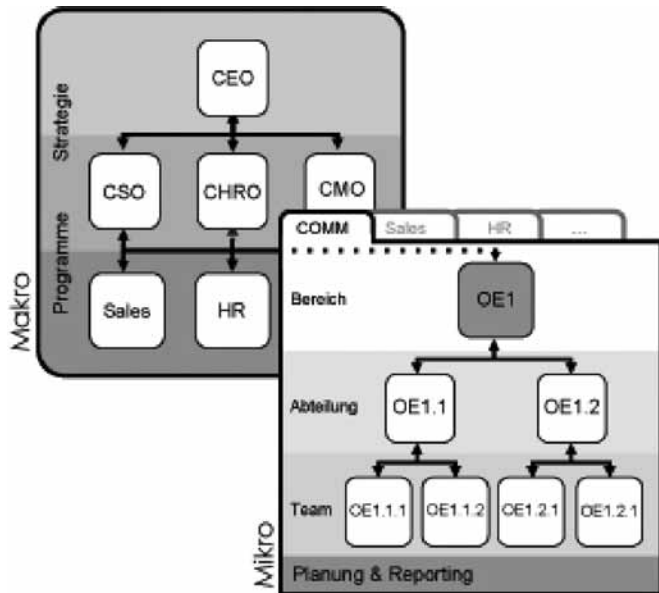 Makro
Strategie
Programme
CEO
CSO
CHRO
CMO
Sales
HR
Mikro
COMM
Sales
HR
...
Bereich
OE1
Abteilung
OE1.1
OE1.2
Team
OE1.1.1
OE1.1.2
OE1.2.1
OE1.2.1
Planung & Reporting